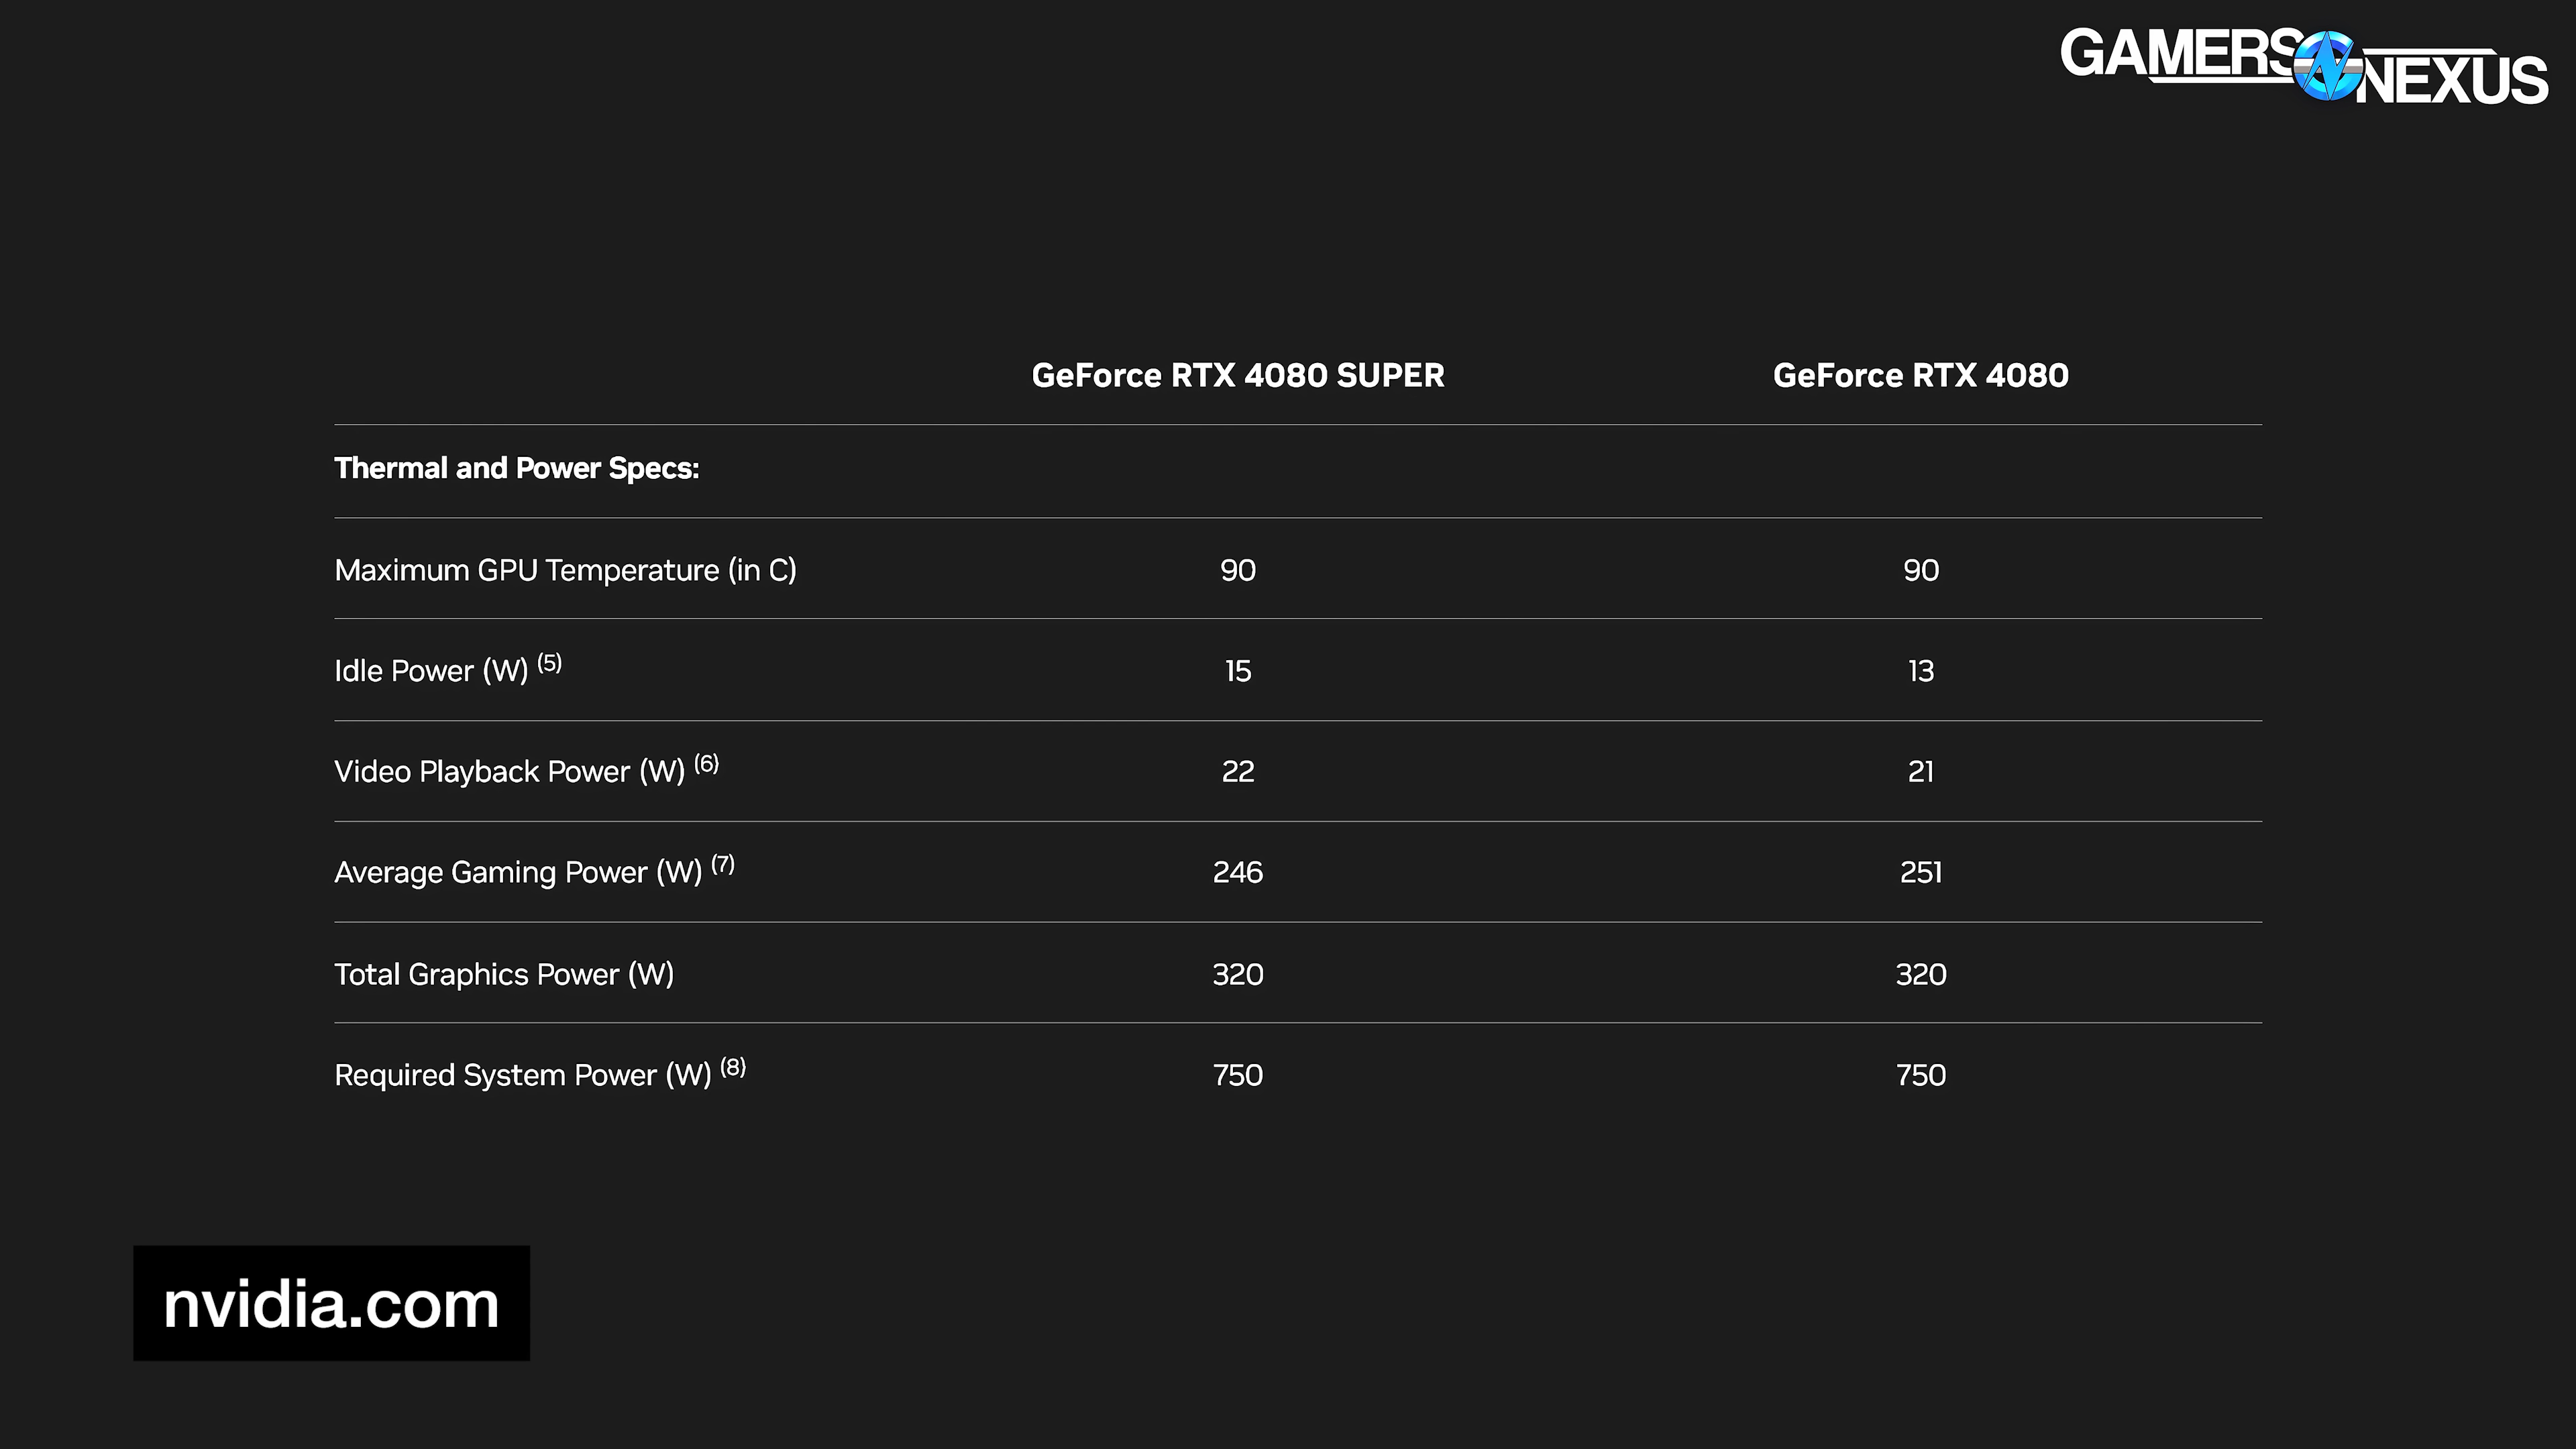 GAMERS NEXUS
GeForce RTX 4080 SUPER GeForce RTX 4080
Thermal and Power Specs:
Maximum GPU Temperature (in C) 90 90
Idle Power (W) (5) 15 13
Video Playback Power (W) (6) 22 21
Average Gaming Power (W) (7) 246 251
Total Graphics Power (W) 320 320
Required System Power (W) (8) 750 750
nvidia.com